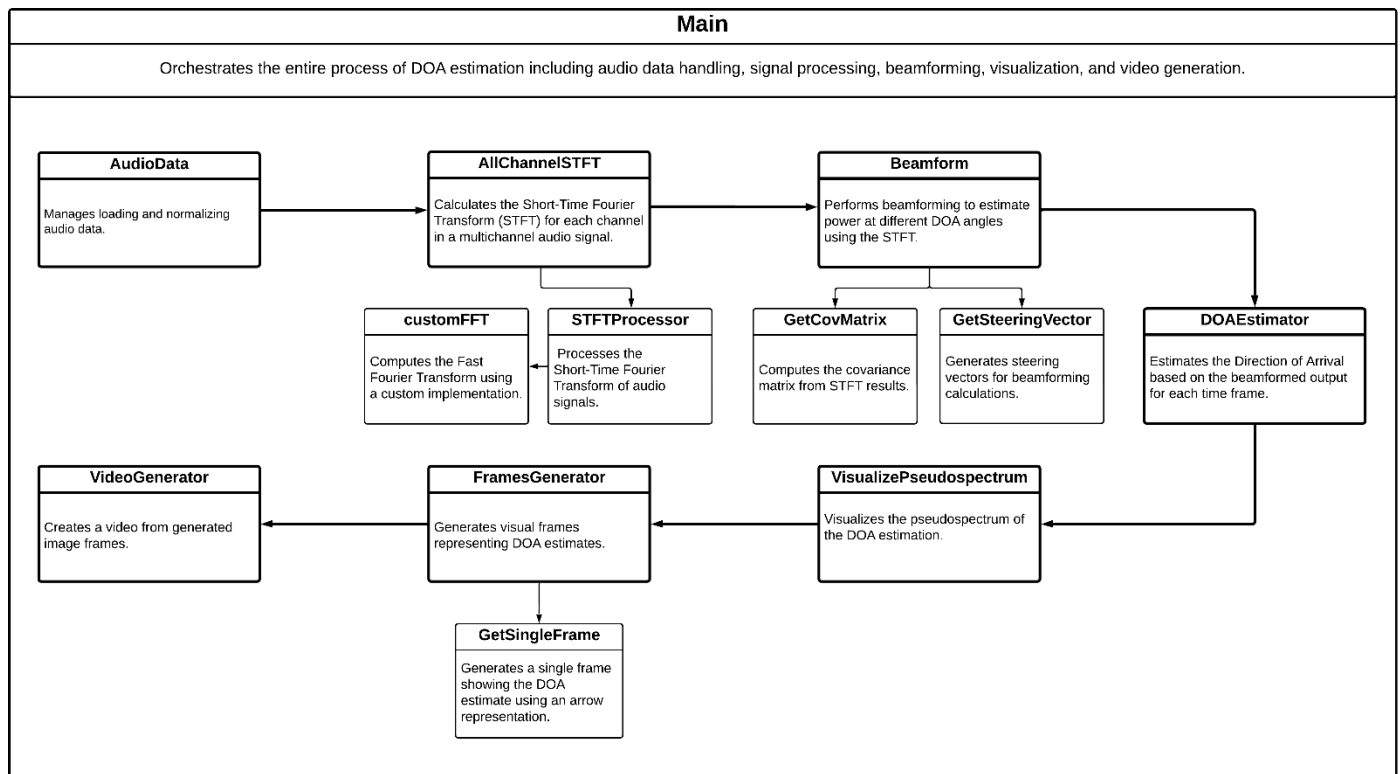 Main
Orchestrates the entire process of DOA estimation including audio data handling, signal processing, beamforming, visualization, and video generation.
AudioData
Manages loading and normalizing
audio data.
AllChannelSTFT
Calculates the Short-Time Fourier
Transform (STFT) for each channel
in a multichannel audio signal.
Beamform
Performs beamforming to estimate
power at different DOA angles
using the STFT.
customFFT
Computes the Fast
Fourier Transform using
a custom implementation.
STFTProcessor
Processes the
Short-Time Fourier
Transform of audio
signals.
GetCovMatrix
Computes the covariance
matrix from STFT results.
GetSteeringVector
Generates steering
vectors for beamforming
calculations.
DOAEstimator
Estimates the Direction of Arrival
based on the beamformed output
for each time frame.
VideoGenerator
Creates a video from generated
image frames.
FramesGenerator
Generates visual frames
representing DOA estimates.
VisualizePseudospectrum
Visualizes the pseudospectrum of
the DOA estimation.
GetSingleFrame
Generates a single frame
showing the DOA
estimate using an arrow
representation.